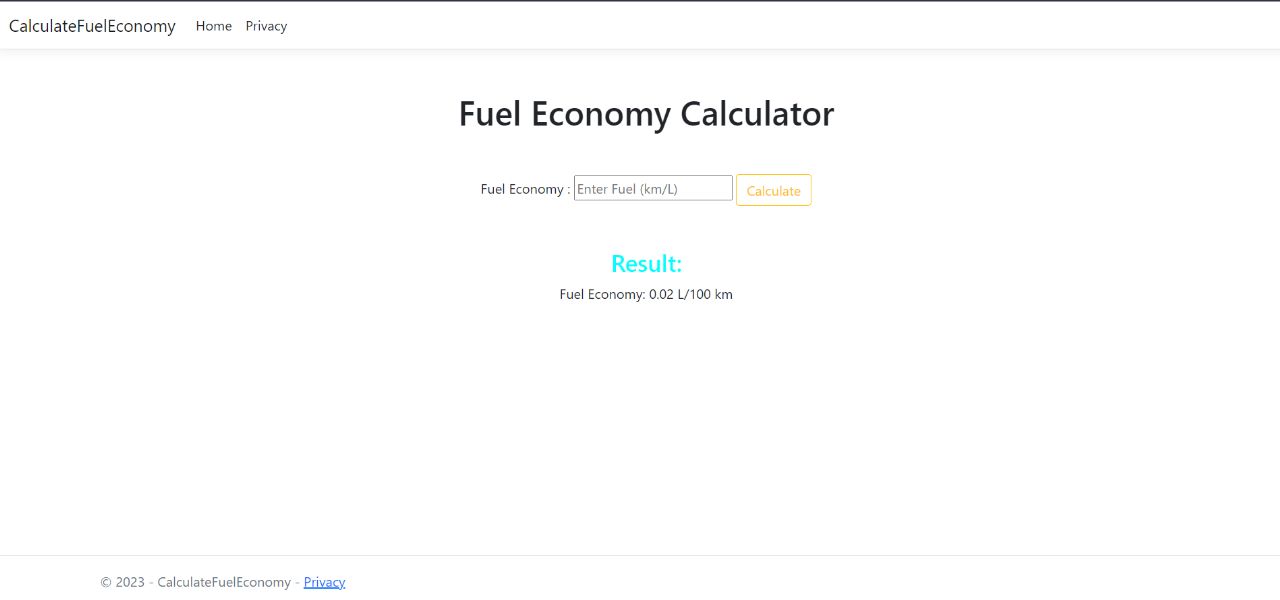 CalculateFuelEconomy Home Privacy
Fuel Economy Calculator
Fuel Economy : Enter Fuel (km/L) Calculate
Result:
Fuel Economy: 0.02 L/100 km
© 2023 - CalculateFuelEconomy - Privacy